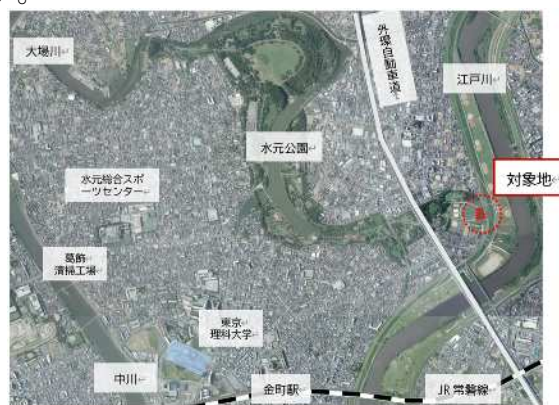 大場川
外環自動車道
江戸川
水元公園
対象地
水元総合スポ
ーツセンター
葛飾
清掃工場
東京
理科大学
中川
金町駅
JR 常磐線